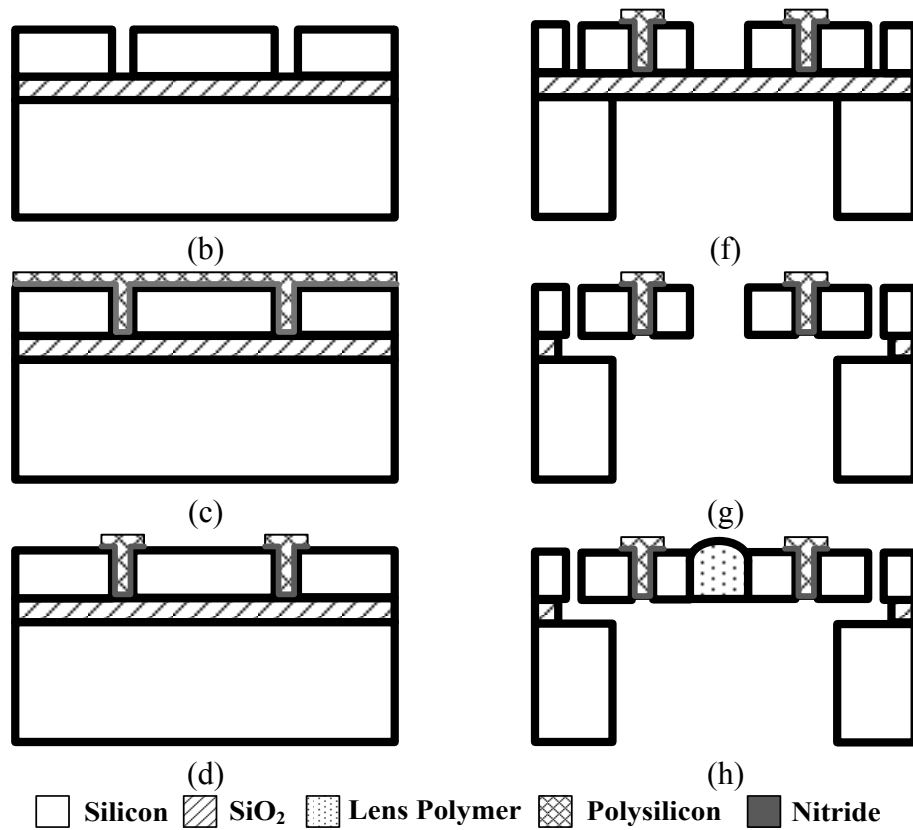 (b)
(f)
(c)
(g)
(d)
(h)
Silicon SiO₂ Lens Polymer Polysilicon Nitride